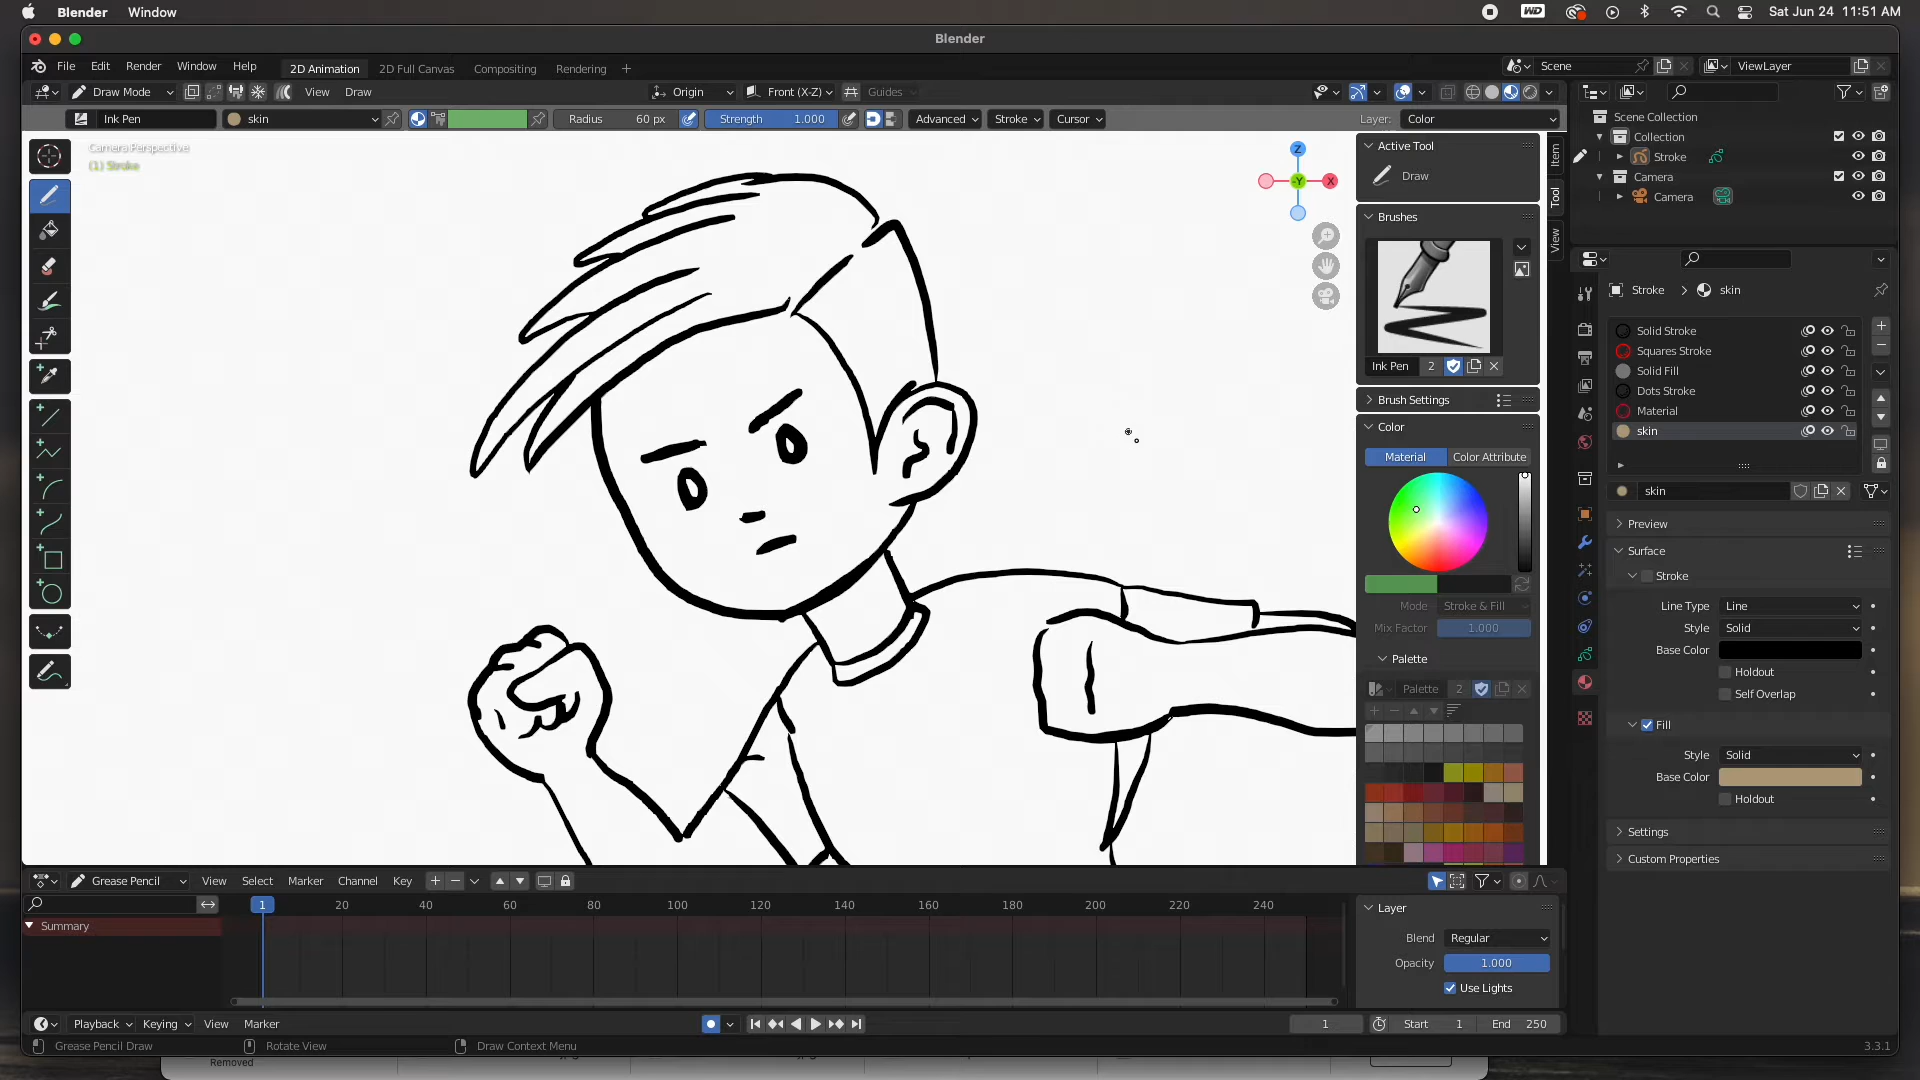 Blender Window Sat Jun 24 11:51 AM
Blender
File Edit Render Window Help 2D Animation 2D Full Canvas Compositing Rendering + Scene ViewLayer
Draw Mode View Draw Origin Front (X-Z) Guides
Ink Pen skin Radius 60 px Strength 1.000 Advanced Stroke Cursor Layer: Color
Camera Perspective
(1) Stroke
Z
-Y
X
Item
Tool
View
Active Tool
Draw
Brushes
Ink Pen 2
Brush Settings
Color
Material Color Attribute
Mode Stroke & Fill
Mix Factor 1.000
Palette
Palette 2
Scene Collection
Collection
Stroke
Camera
Camera
Stroke > skin
Solid Stroke
Squares Stroke
Solid Fill
Dots Stroke
Material
skin
skin
Preview
Surface
Stroke
Line Type Line
Style Solid
Base Color
Holdout
Self Overlap
Fill
Style Solid
Base Color
Holdout
Settings
Custom Properties
Grease Pencil View Select Marker Channel Key
1 20 40 60 80 100 120 140 160 180 200 220 240
Summary
Layer
Blend Regular
Opacity 1.000
Use Lights
Playback Keying View Marker 1 Start 1 End 250
Grease Pencil Draw Rotate View Draw Context Menu 3.3.1
Removed